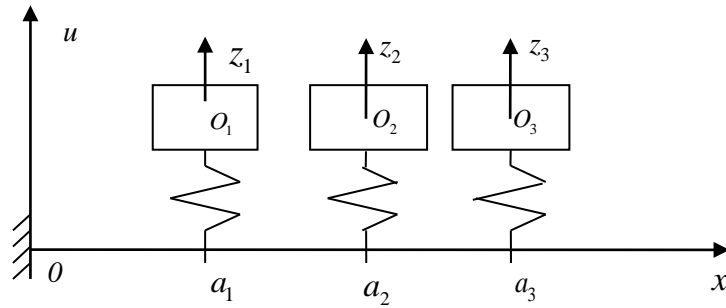 u
z₁ z₂ z₃
O₁ O₂ O₃
0 a₁ a₂ a₃ x